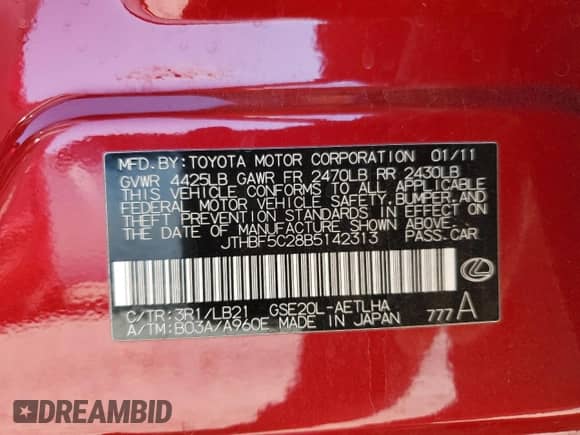 MFD.BY:TOYOTA MOTOR CORPORATION 01/11
GVWR 4425LB GAWR FR 2470LB RR 2430LB
THIS VEHICLE CONFORMS TO ALL APPLICABLE
FEDERAL MOTOR VEHICLE SAFETY,BUMPER,AND
THEFT PREVENTION STANDARDS IN EFFECT ON
THE DATE OF MANUFACTURE SHOWN ABOVE.
JTHBF5C28B5142313 PASS.CAR
C/TR:3R1/LB21 GSE20L-AETLHA
A/TM:B03A/A960E MADE IN JAPAN 777A
DREAMBID